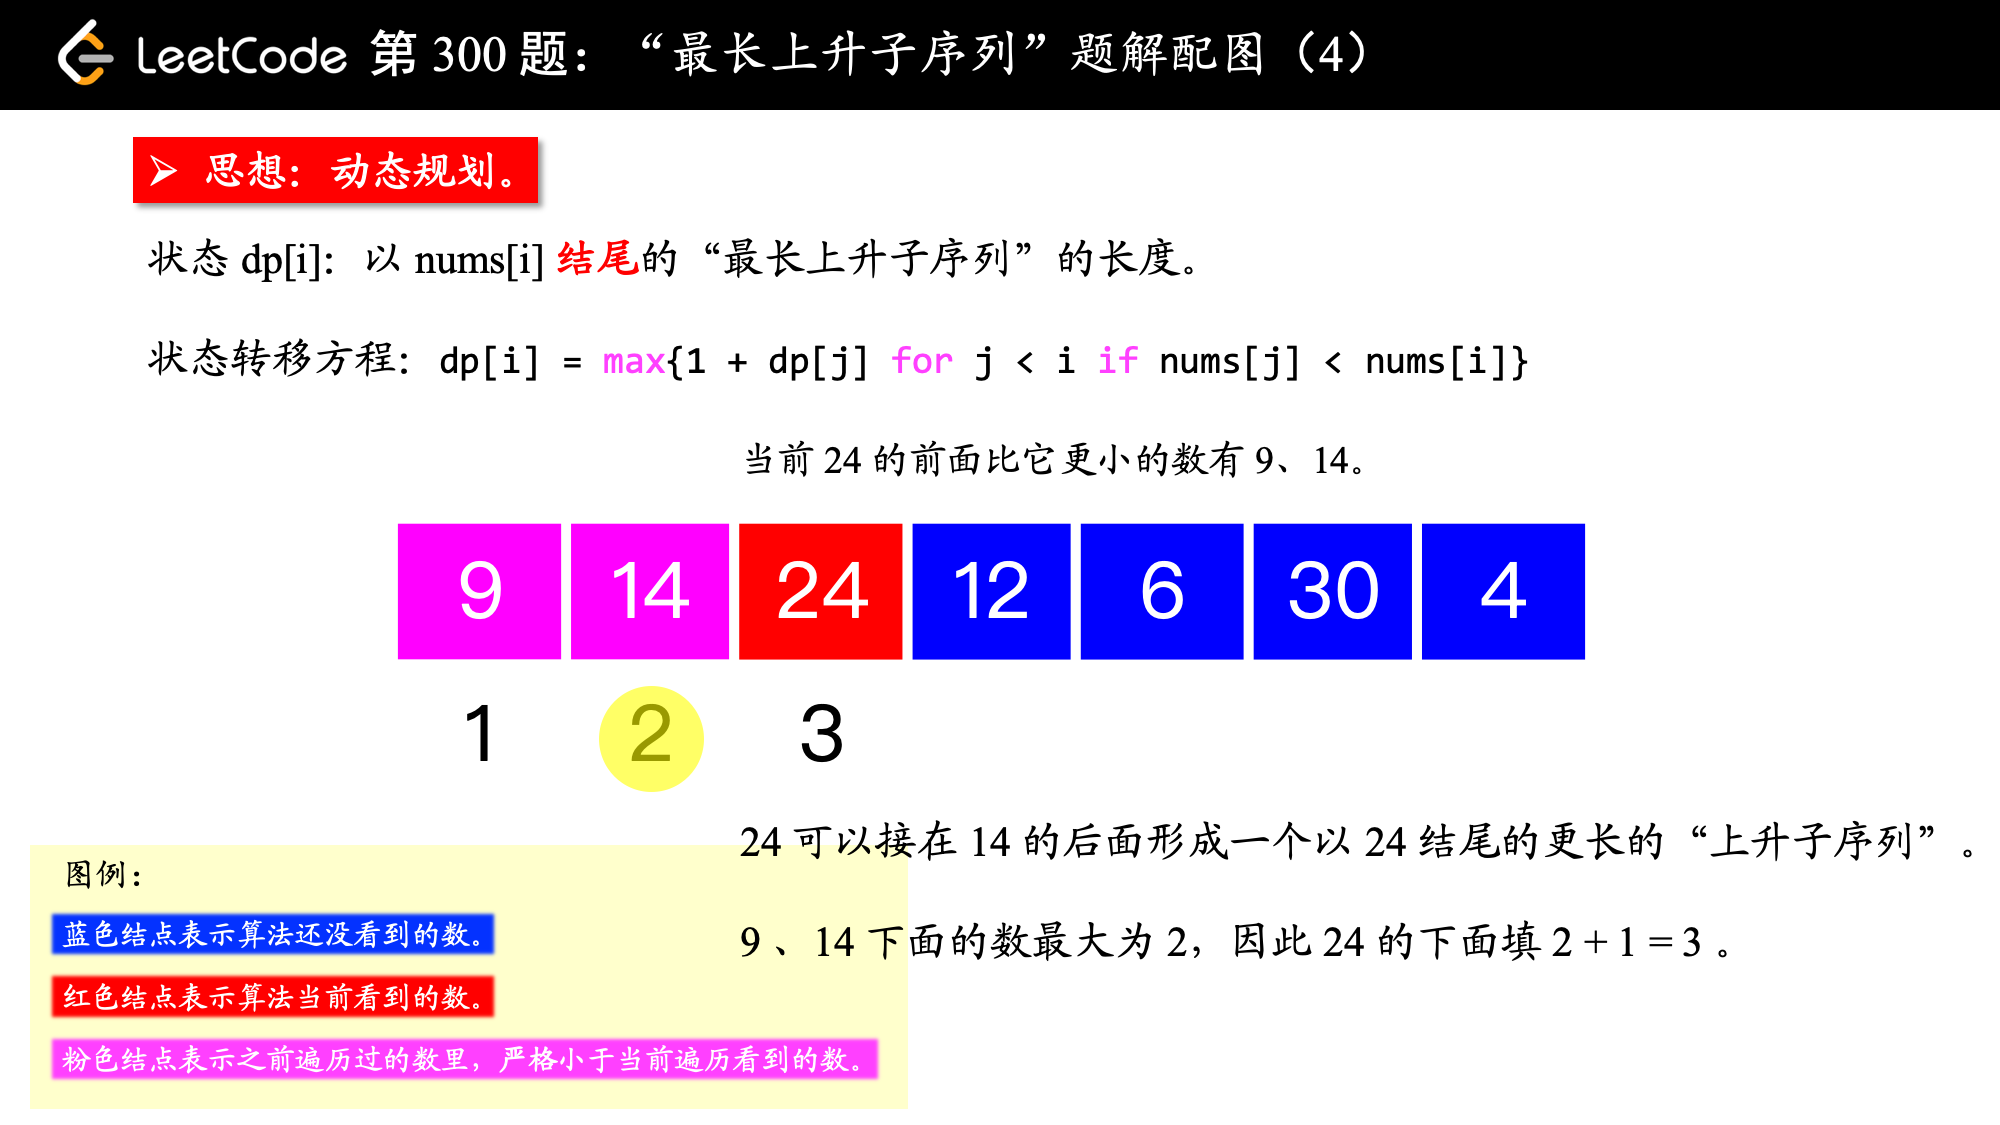 LeetCode 第 300 题：“最长上升子序列”题解配图（4）
➢ 思想：动态规划。
状态 dp[i]：以 nums[i] 结尾的“最长上升子序列”的长度。
状态转移方程：dp[i] = max{1 + dp[j] for j < i if nums[j] < nums[i]}
当前 24 的前面比它更小的数有 9、14。
9 14 24 12 6 30 4
1 2 3
24 可以接在 14 的后面形成一个以 24 结尾的更长的“上升子序列”。
9 、14 下面的数最大为 2，因此 24 的下面填 2 + 1 = 3 。
图例：
蓝色结点表示算法还没看到的数。
红色结点表示算法当前看到的数。
粉色结点表示之前遍历过的数里，严格小于当前遍历看到的数。